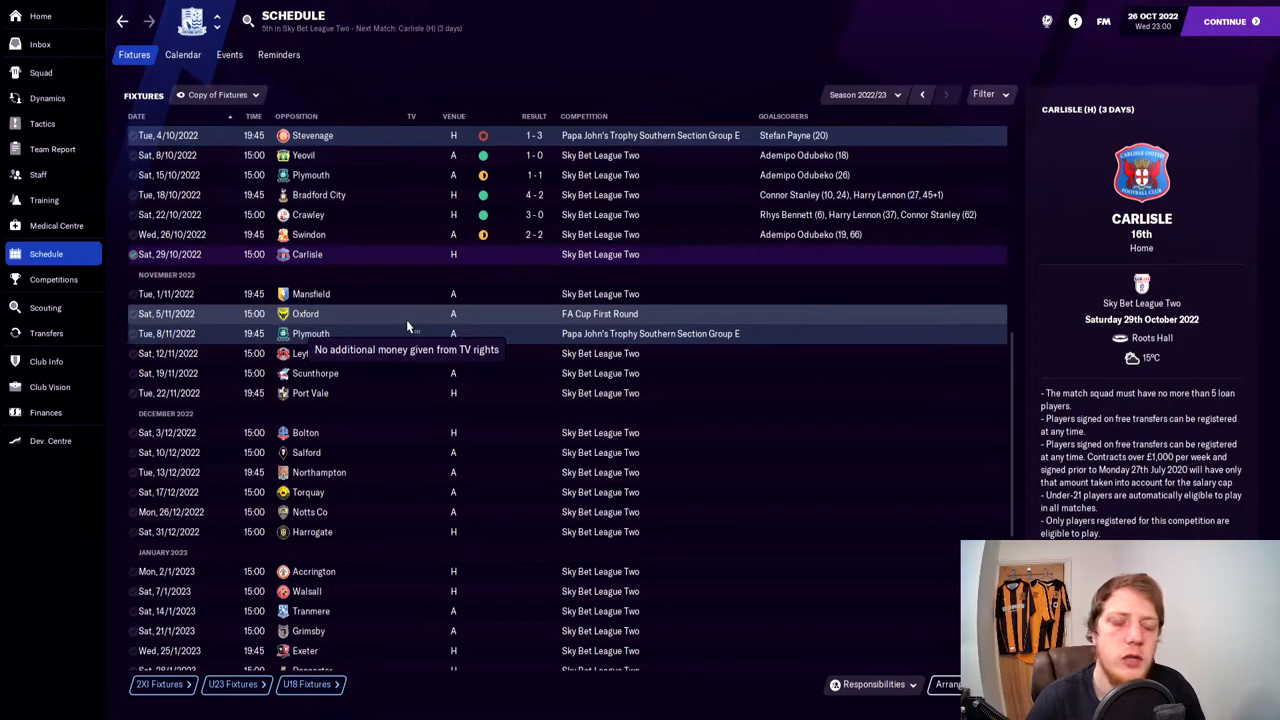 Home
SCHEDULE
5th in Sky Bet League Two - Next Match: Carlisle (H) (3 days)
FM
26 OCT 2022
Wed 23:00
CONTINUE
Inbox
Squad
Dynamics
Tactics
Team Report
Staff
Training
Medical Centre
Schedule
Competitions
Scouting
Transfers
Club Info
Club Vision
Finances
Dev. Centre
Fixtures Calendar Events Reminders
FIXTURES Copy of Fixtures Season 2022/23 Filter
DATE TIME OPPOSITION TV VENUE RESULT COMPETITION GOALSCORERS
Tue, 4/10/2022 19:45 Stevenage H 1 - 3 Papa John's Trophy Southern Section Group E Stefan Payne (20)
Sat, 8/10/2022 15:00 Yeovil A 1 - 0 Sky Bet League Two Ademipo Odubeko (18)
Sat, 15/10/2022 15:00 Plymouth A 1 - 1 Sky Bet League Two Ademipo Odubeko (26)
Tue, 18/10/2022 19:45 Bradford City H 4 - 2 Sky Bet League Two Connor Stanley (10, 24), Harry Lennon (27, 45+1)
Sat, 22/10/2022 15:00 Crawley H 3 - 0 Sky Bet League Two Rhys Bennett (6), Harry Lennon (37), Connor Stanley (62)
Wed, 26/10/2022 19:45 Swindon A 2 - 2 Sky Bet League Two Ademipo Odubeko (19, 66)
Sat, 29/10/2022 15:00 Carlisle H Sky Bet League Two
NOVEMBER 2022
Tue, 1/11/2022 19:45 Mansfield A Sky Bet League Two
Sat, 5/11/2022 15:00 Oxford A FA Cup First Round
Tue, 8/11/2022 19:45 Plymouth A Papa John's Trophy Southern Section Group E
No additional money given from TV rights
Sat, 12/11/2022 15:00 Sky Bet League Two
Sat, 19/11/2022 15:00 Scunthorpe A Sky Bet League Two
Tue, 22/11/2022 19:45 Port Vale H Sky Bet League Two
DECEMBER 2022
Sat, 3/12/2022 15:00 Bolton H Sky Bet League Two
Sat, 10/12/2022 15:00 Salford A Sky Bet League Two
Tue, 13/12/2022 19:45 Northampton H Sky Bet League Two
Sat, 17/12/2022 15:00 Torquay A Sky Bet League Two
Mon, 26/12/2022 15:00 Notts Co A Sky Bet League Two
Sat, 31/12/2022 15:00 Harrogate H Sky Bet League Two
JANUARY 2023
Mon, 2/1/2023 15:00 Accrington H Sky Bet League Two
Sat, 7/1/2023 15:00 Walsall H Sky Bet League Two
Sat, 14/1/2023 15:00 Tranmere A Sky Bet League Two
Sat, 21/1/2023 15:00 Grimsby A Sky Bet League Two
Wed, 25/1/2023 19:45 Exeter H Sky Bet League Two
2XI Fixtures U23 Fixtures U18 Fixtures Responsibilities
CARLISLE (H) (3 DAYS)
CARLISLE
16th
Home
Sky Bet League Two
Saturday 29th October 2022
Roots Hall
15°C
- The match squad must have no more than 5 loan
players.
- Players signed on free transfers can be registered
at any time.
- Players signed on free transfers can be registered
at any time. Contracts over £1,000 per week and
signed prior to Monday 27th July 2020 will have only
that amount taken into account for the salary cap
- Under-21 players are automatically eligible to play
in all matches.
- Only players registered for this competition are
eligible to play.